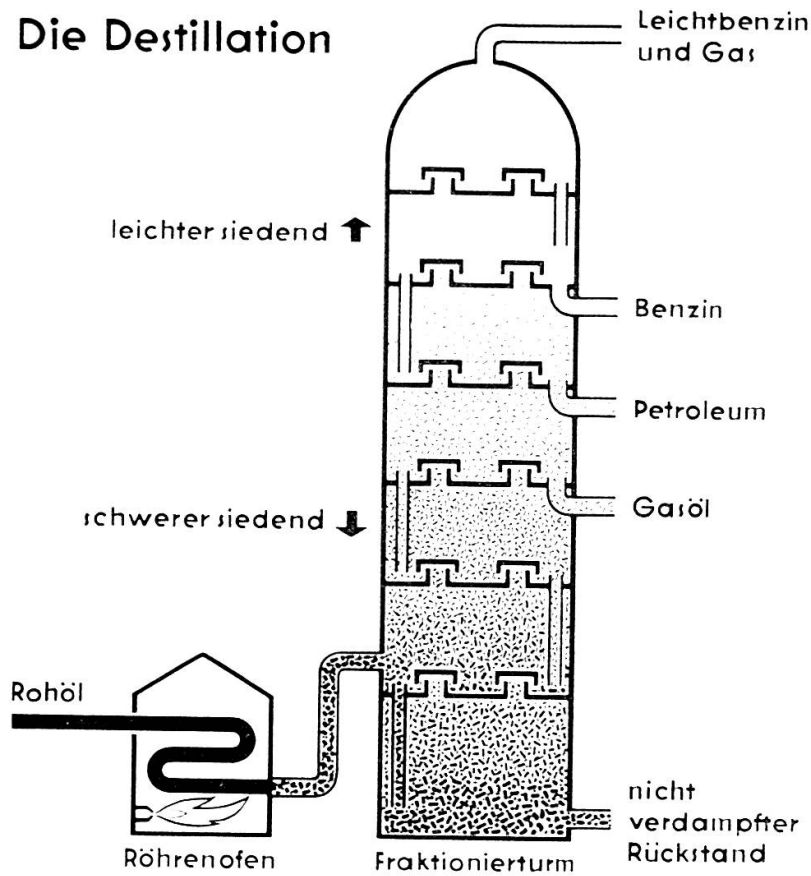 Die Destillation
Leichtbenzin
und Gas
leichter siedend
Benzin
Petroleum
schwerer siedend
Gasöl
Rohöl
Röhrenofen
Fraktionierturm
nicht
verdampfter
Rückstand